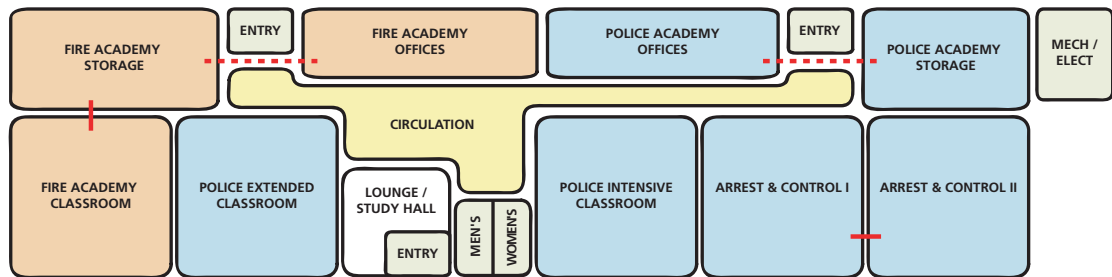 FIRE ACADEMY
STORAGE
ENTRY
FIRE ACADEMY
OFFICES
POLICE ACADEMY
OFFICES
ENTRY
POLICE ACADEMY
STORAGE
MECH /
ELECT
CIRCULATION
FIRE ACADEMY
CLASSROOM
POLICE EXTENDED
CLASSROOM
LOUNGE /
STUDY HALL
ENTRY
MEN'S
WOMEN'S
POLICE INTENSIVE
CLASSROOM
ARREST & CONTROL I
ARREST & CONTROL II